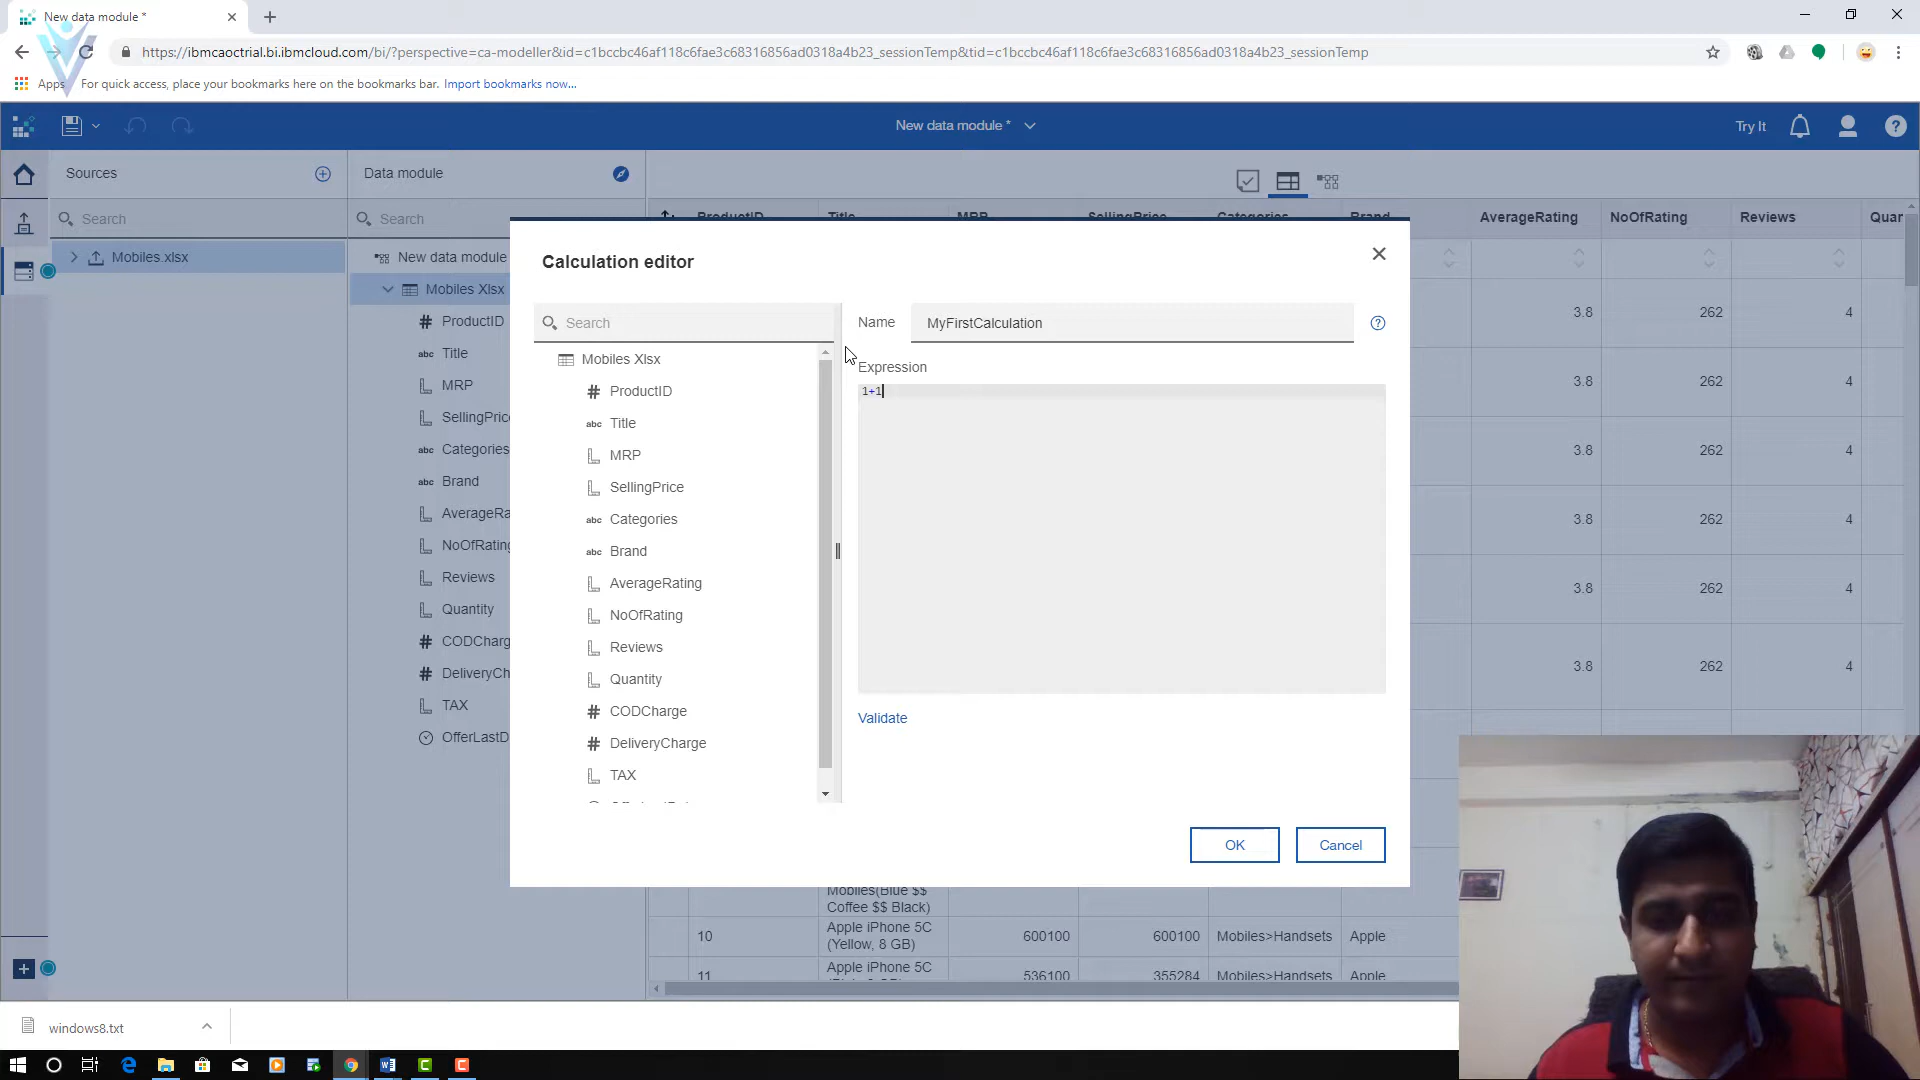 New data module *
https://ibmcaoctrial.bi.ibmcloud.com/bi/?perspective=ca-modeller&id=c1bccbc46af118c6fae3c68316856ad0318a4b23_sessionTemp&tid=c1bccbc46af118c6fae3c68316856ad0318a4b23_sessionTemp
Apps
For quick access, place your bookmarks here on the bookmarks bar. Import bookmarks now...
New data module *
Try It
Sources
Data module
Search
Search
ProductID
Title
MRP
SellingPrice
Categories
Brand
AverageRating
NoOfRating
Reviews
Mobiles.xlsx
New data module
Mobiles Xlsx
ProductID
Title
MRP
SellingPric
Categories
Brand
AverageRa
NoOfRating
Reviews
Quantity
CODCharg
DeliveryCh
TAX
OfferLastD
Calculation editor
Search
Mobiles Xlsx
ProductID
Title
MRP
SellingPrice
Categories
Brand
AverageRating
NoOfRating
Reviews
Quantity
CODCharge
DeliveryCharge
TAX
Name
MyFirstCalculation
Expression
1+1
Validate
OK
Cancel
3.8 262 4
3.8 262 4
3.8 262 4
3.8 262 4
3.8 262 4
3.8 262 4
Mobiles(Blue $$
Coffee $$ Black)
10 Apple iPhone 5C
(Yellow, 8 GB) 600100 600100 Mobiles>Handsets Apple
11 Apple iPhone 5C
536100 355284 Mobiles>Handsets Apple
windows8.txt